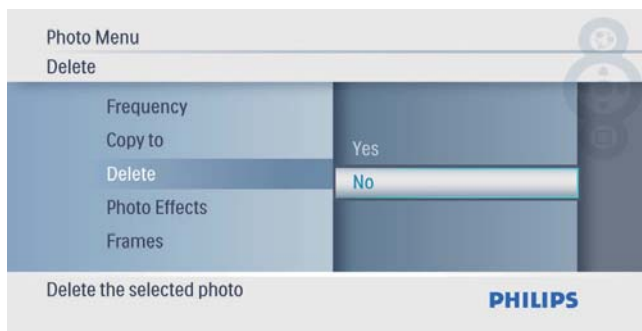 Photo Menu
Delete
Frequency
Copy to
Delete
Photo Effects
Frames
Yes
No
Delete the selected photo
PHILIPS